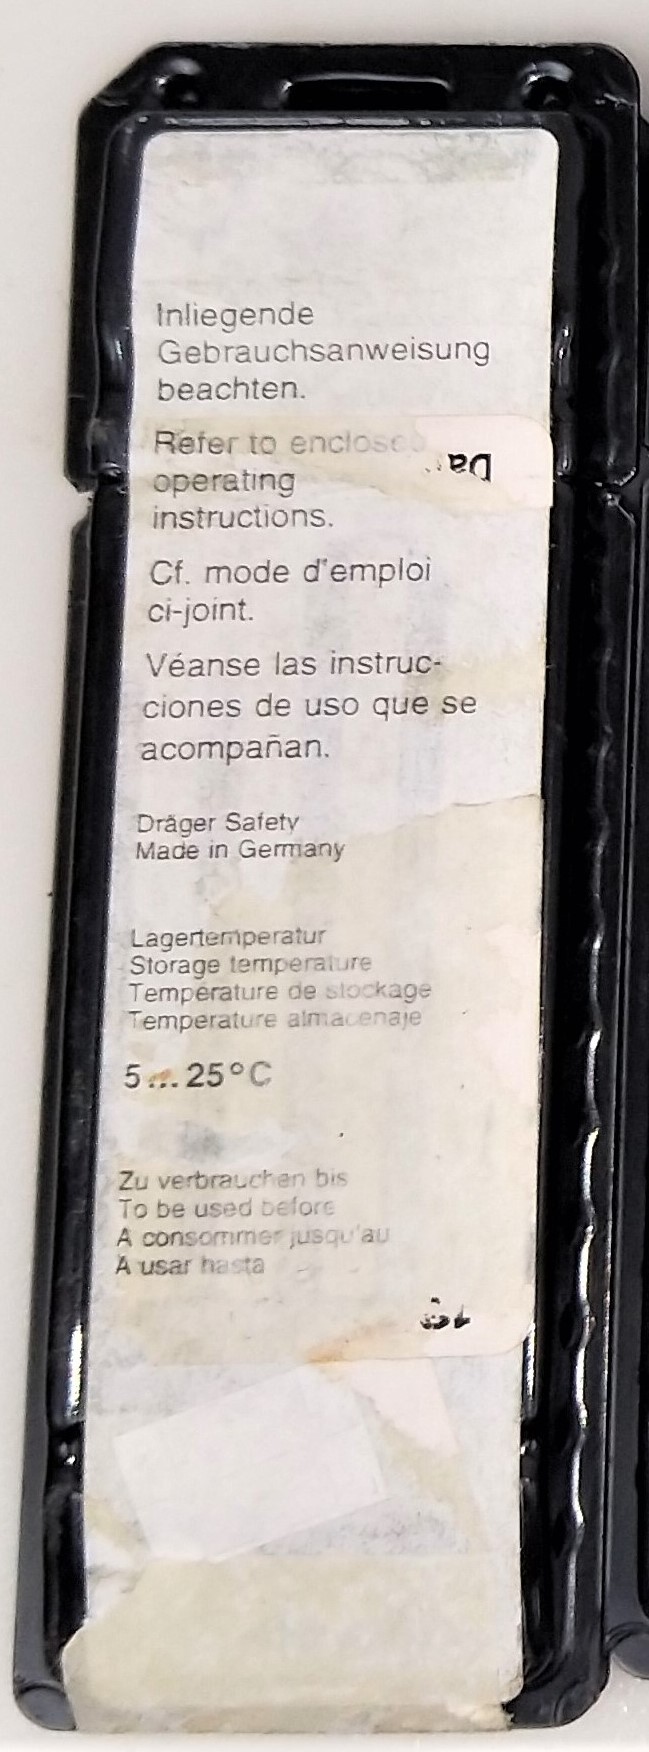 Inliegende
Gebrauchsanweisung
beachten.
Refer to enclosed
operating
instructions.
Cf. mode d'emploi
ci-joint.
Véanse las instruc-
ciones de uso que se
acompañan.
Dräger Safety
Made in Germany
Lagertemperatur
Storage temperature
Température de stockage
Temperature almacenaje
5...25°C
Zu verbrauchen bis
To be used before
A consommer jusqu'au
A usar hasta